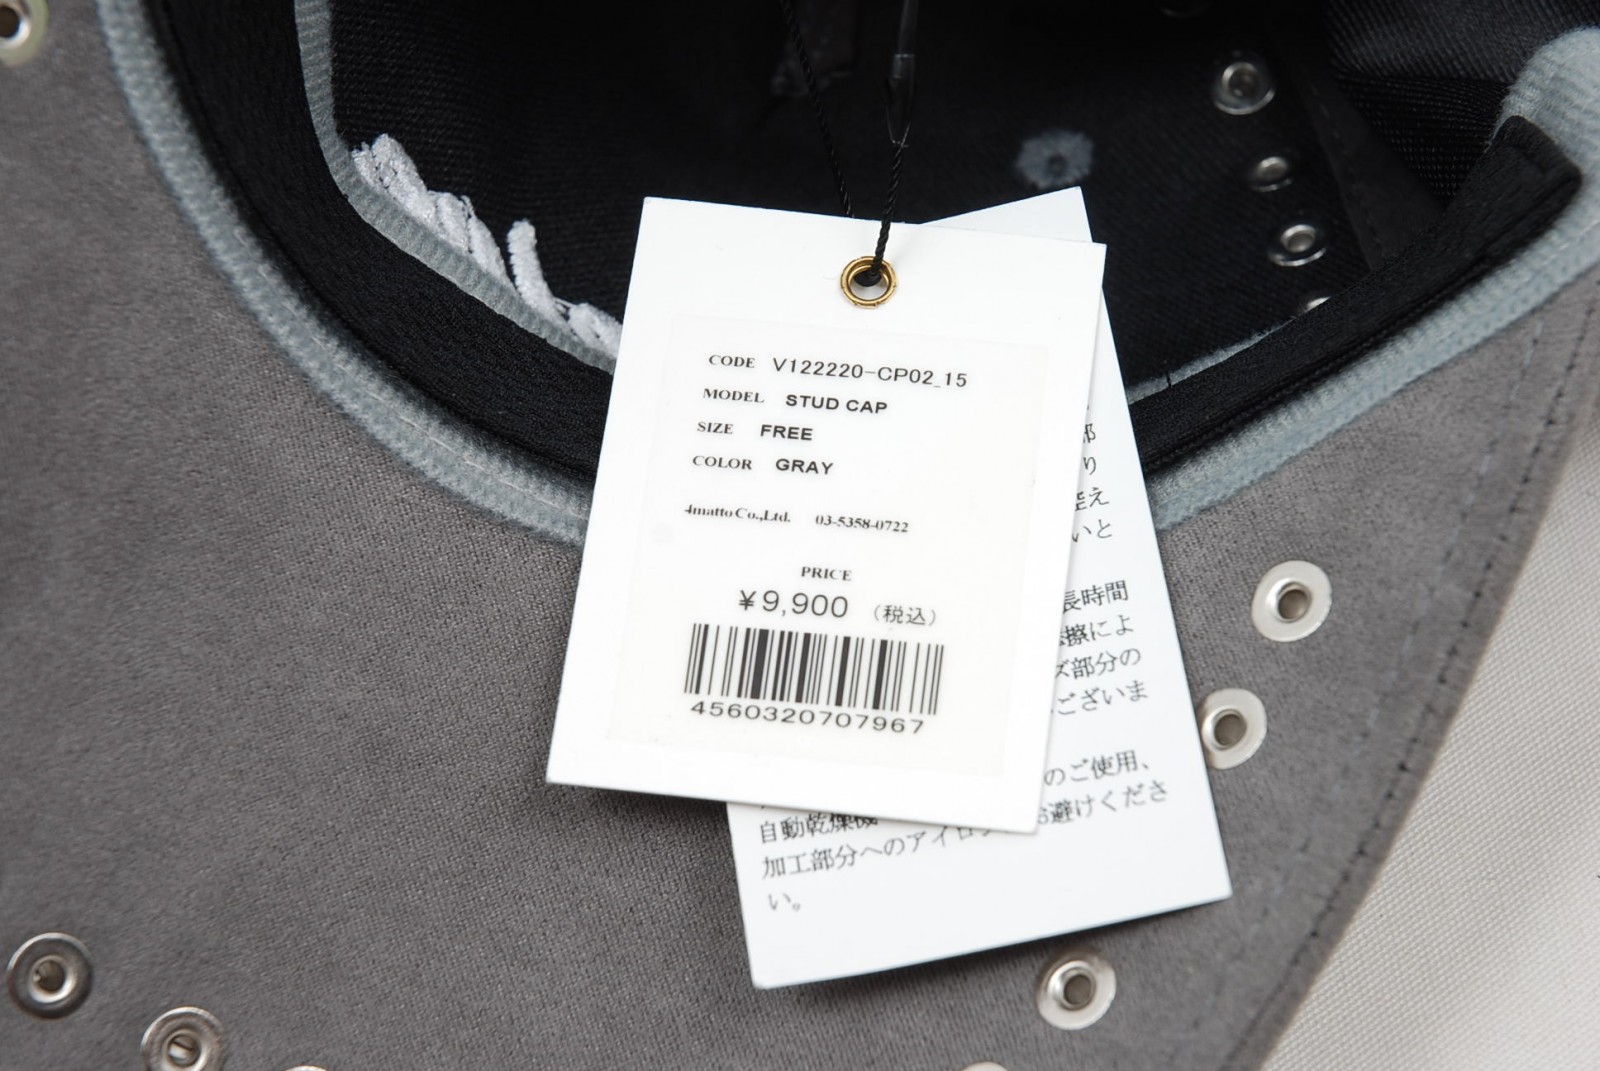 CODE V122220-CP02_15
MODEL STUD CAP
SIZE FREE
COLOR GRAY
4matto Co.,Ltd. 03-5358-0722
PRICE
¥9,900 (税込)
4560320707967
り
控え
いと
長時間
擦によ
ズ部分の
ございま
のご使用、
自動乾燥機 お避けくださ
加工部分へのアイロン
い。